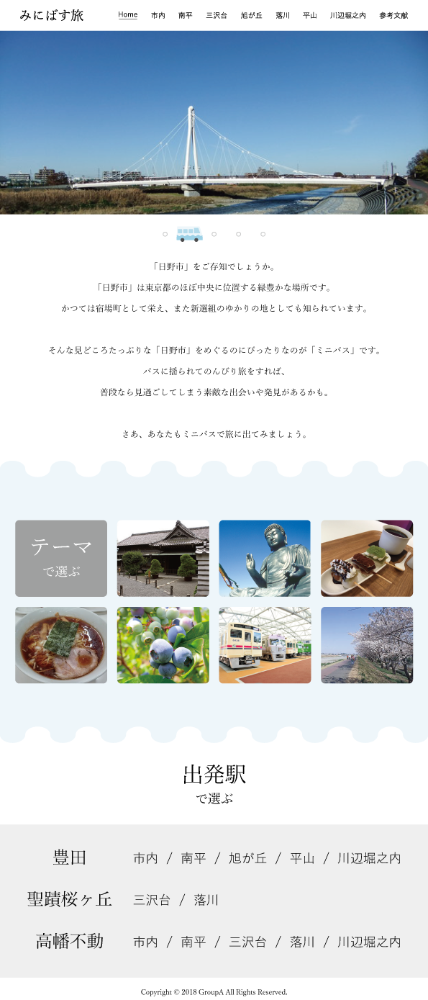 みにばす旅
Home 市内 南平 三沢台 旭が丘 落川 平山 川辺堀之内 参考文献
「日野市」をご存知でしょうか。
「日野市」は東京都のほぼ中央に位置する緑豊かな場所です。
かつては宿場町として栄え、また新選組のゆかりの地としても知られています。
そんな見どころたっぷりな「日野市」をめぐるのにぴったりなのが「ミニバス」です。
バスに揺られてのんびり旅をすれば、
普段なら見過ごしてしまう素敵な出会いや発見があるかも。
さあ、あなたもミニバスで旅に出てみましょう。
テーマ
で選ぶ
出発駅
で選ぶ
豊田 市内 / 南平 / 旭が丘 / 平山 / 川辺堀之内
聖蹟桜ヶ丘 三沢台 / 落川
高幡不動 市内 / 南平 / 三沢台 / 落川 / 川辺堀之内
Copyright © 2018 GroupA All Rights Reserved.